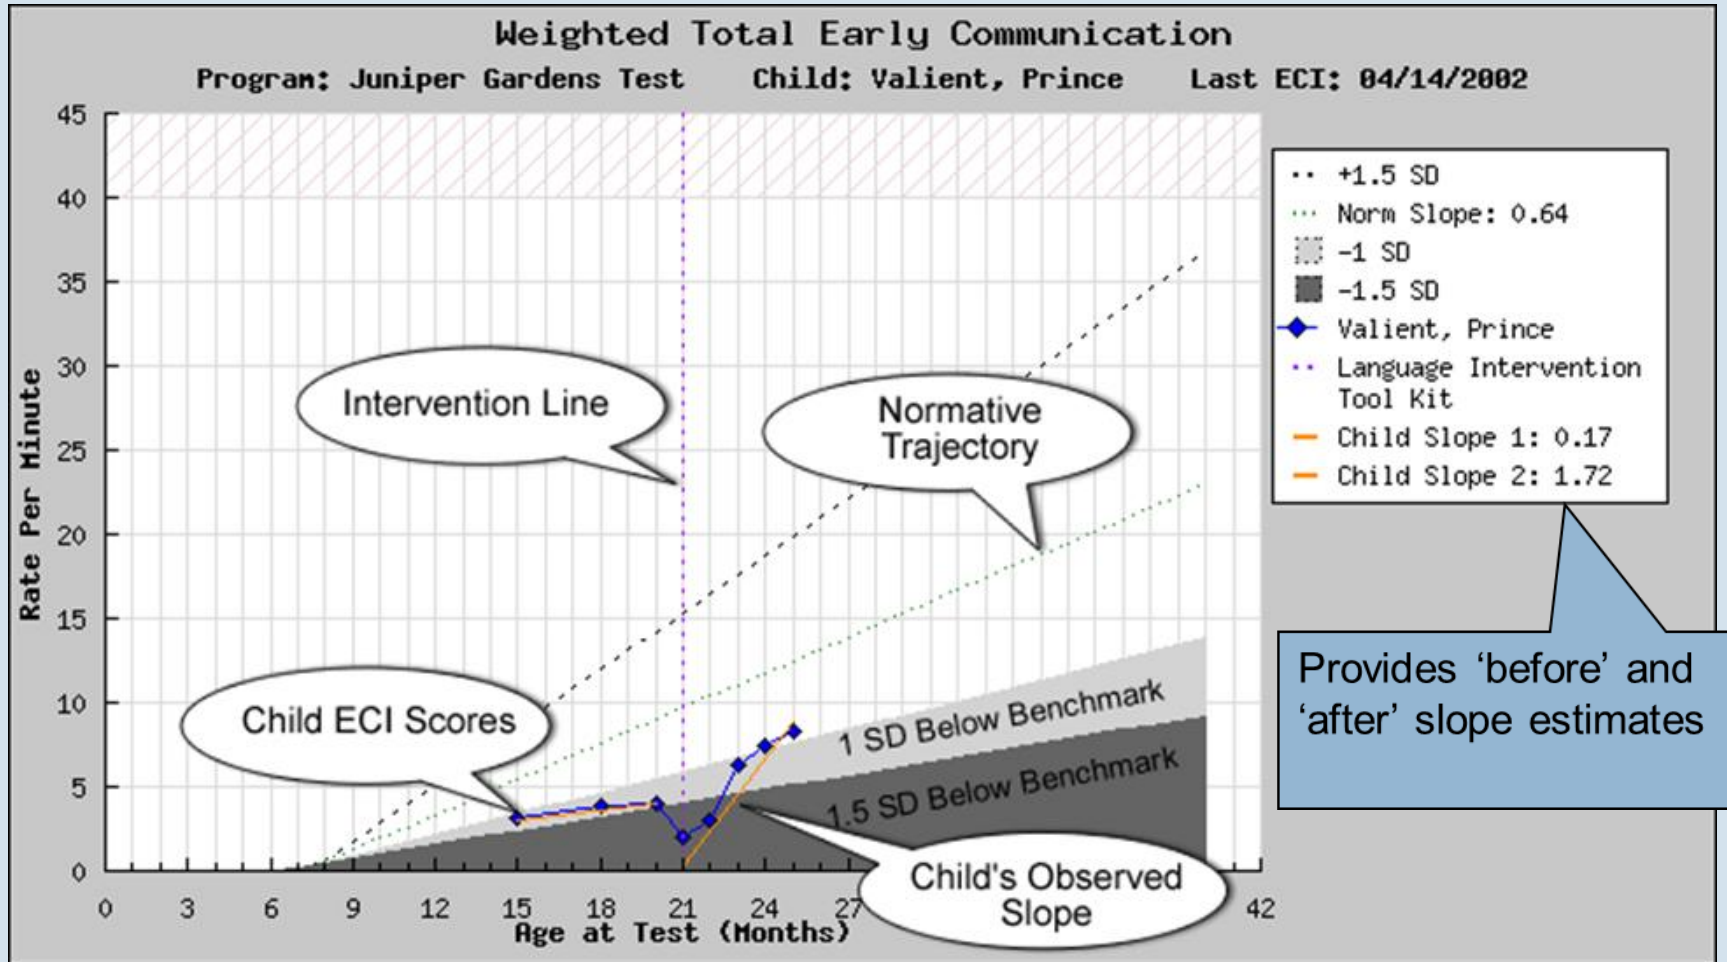 Weighted Total Early Communication
Program: Juniper Gardens Test Child: Valient, Prince Last ECI: 04/14/2002
45
40
35
30
25
20
15
10
5
0
Rate Per Minute
0 3 6 9 12 15 18 21 24 27 42
Age at Test (Months)
Intervention Line
Normative
Trajectory
Child ECI Scores
1 SD Below Benchmark
1.5 SD Below Benchmark
Child's Observed
Slope
+1.5 SD
Norm Slope: 0.64
-1 SD
-1.5 SD
Valient, Prince
Language Intervention
Tool Kit
Child Slope 1: 0.17
Child Slope 2: 1.72
Provides ‘before’ and
‘after’ slope estimates